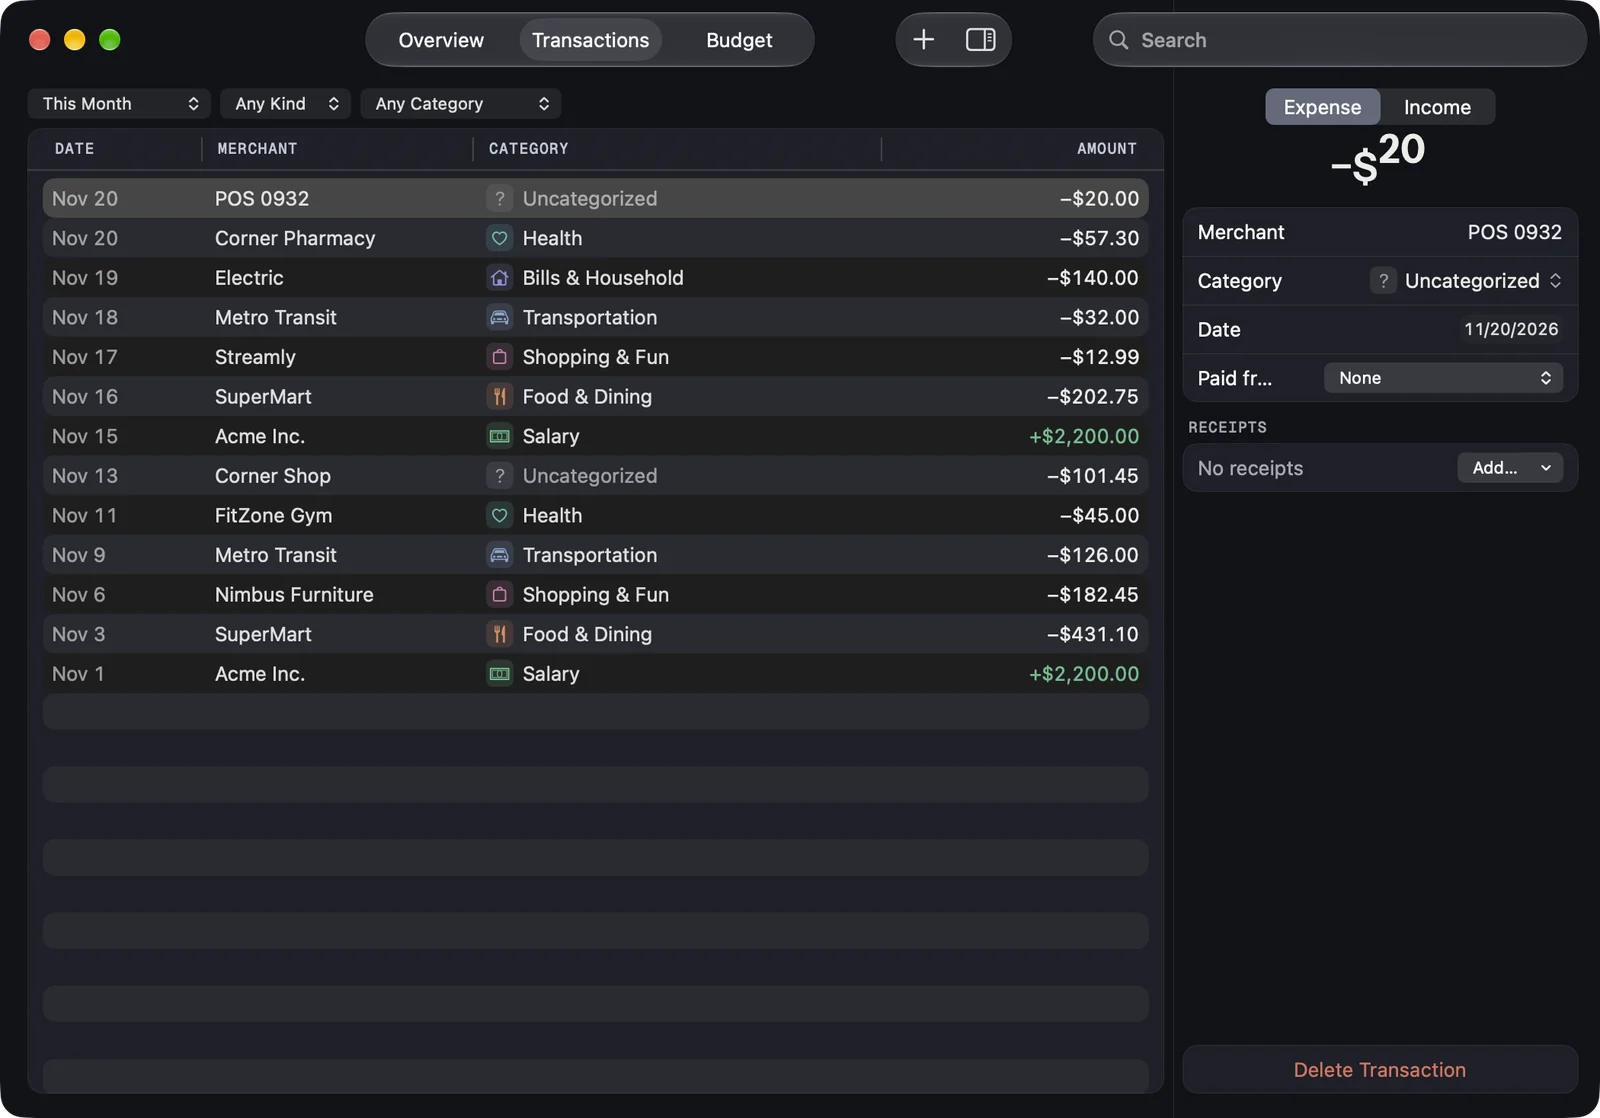 Overview Transactions Budget Search
This Month Any Kind Any Category
DATE MERCHANT CATEGORY AMOUNT
Nov 20 POS 0932 ? Uncategorized −$20.00
Nov 20 Corner Pharmacy Health −$57.30
Nov 19 Electric Bills & Household −$140.00
Nov 18 Metro Transit Transportation −$32.00
Nov 17 Streamly Shopping & Fun −$12.99
Nov 16 SuperMart Food & Dining −$202.75
Nov 15 Acme Inc. Salary +$2,200.00
Nov 13 Corner Shop ? Uncategorized −$101.45
Nov 11 FitZone Gym Health −$45.00
Nov 9 Metro Transit Transportation −$126.00
Nov 6 Nimbus Furniture Shopping & Fun −$182.45
Nov 3 SuperMart Food & Dining −$431.10
Nov 1 Acme Inc. Salary +$2,200.00
Expense Income
−$20
Merchant POS 0932
Category ? Uncategorized
Date 11/20/2026
Paid fr... None
RECEIPTS
No receipts Add...
Delete Transaction